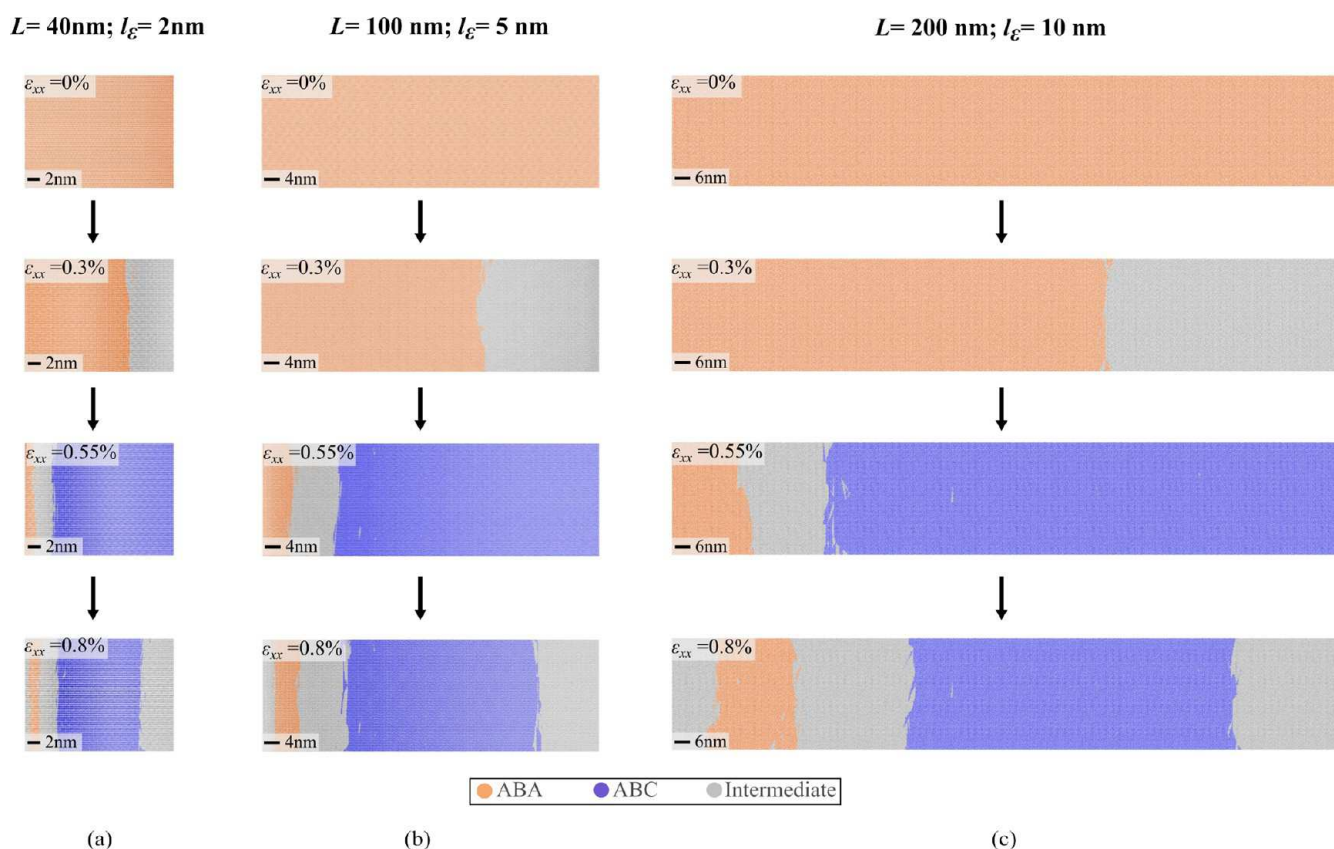 L= 40nm; lε= 2nm
L= 100 nm; lε= 5 nm
L= 200 nm; lε= 10 nm
εxx =0%
2nm
εxx =0%
4nm
εxx =0%
6nm
εxx =0.3%
2nm
εxx =0.3%
4nm
εxx =0.3%
6nm
εxx =0.55%
2nm
εxx =0.55%
4nm
εxx =0.55%
6nm
εxx =0.8%
2nm
εxx =0.8%
4nm
εxx =0.8%
6nm
ABA ABC Intermediate
(a) (b) (c)